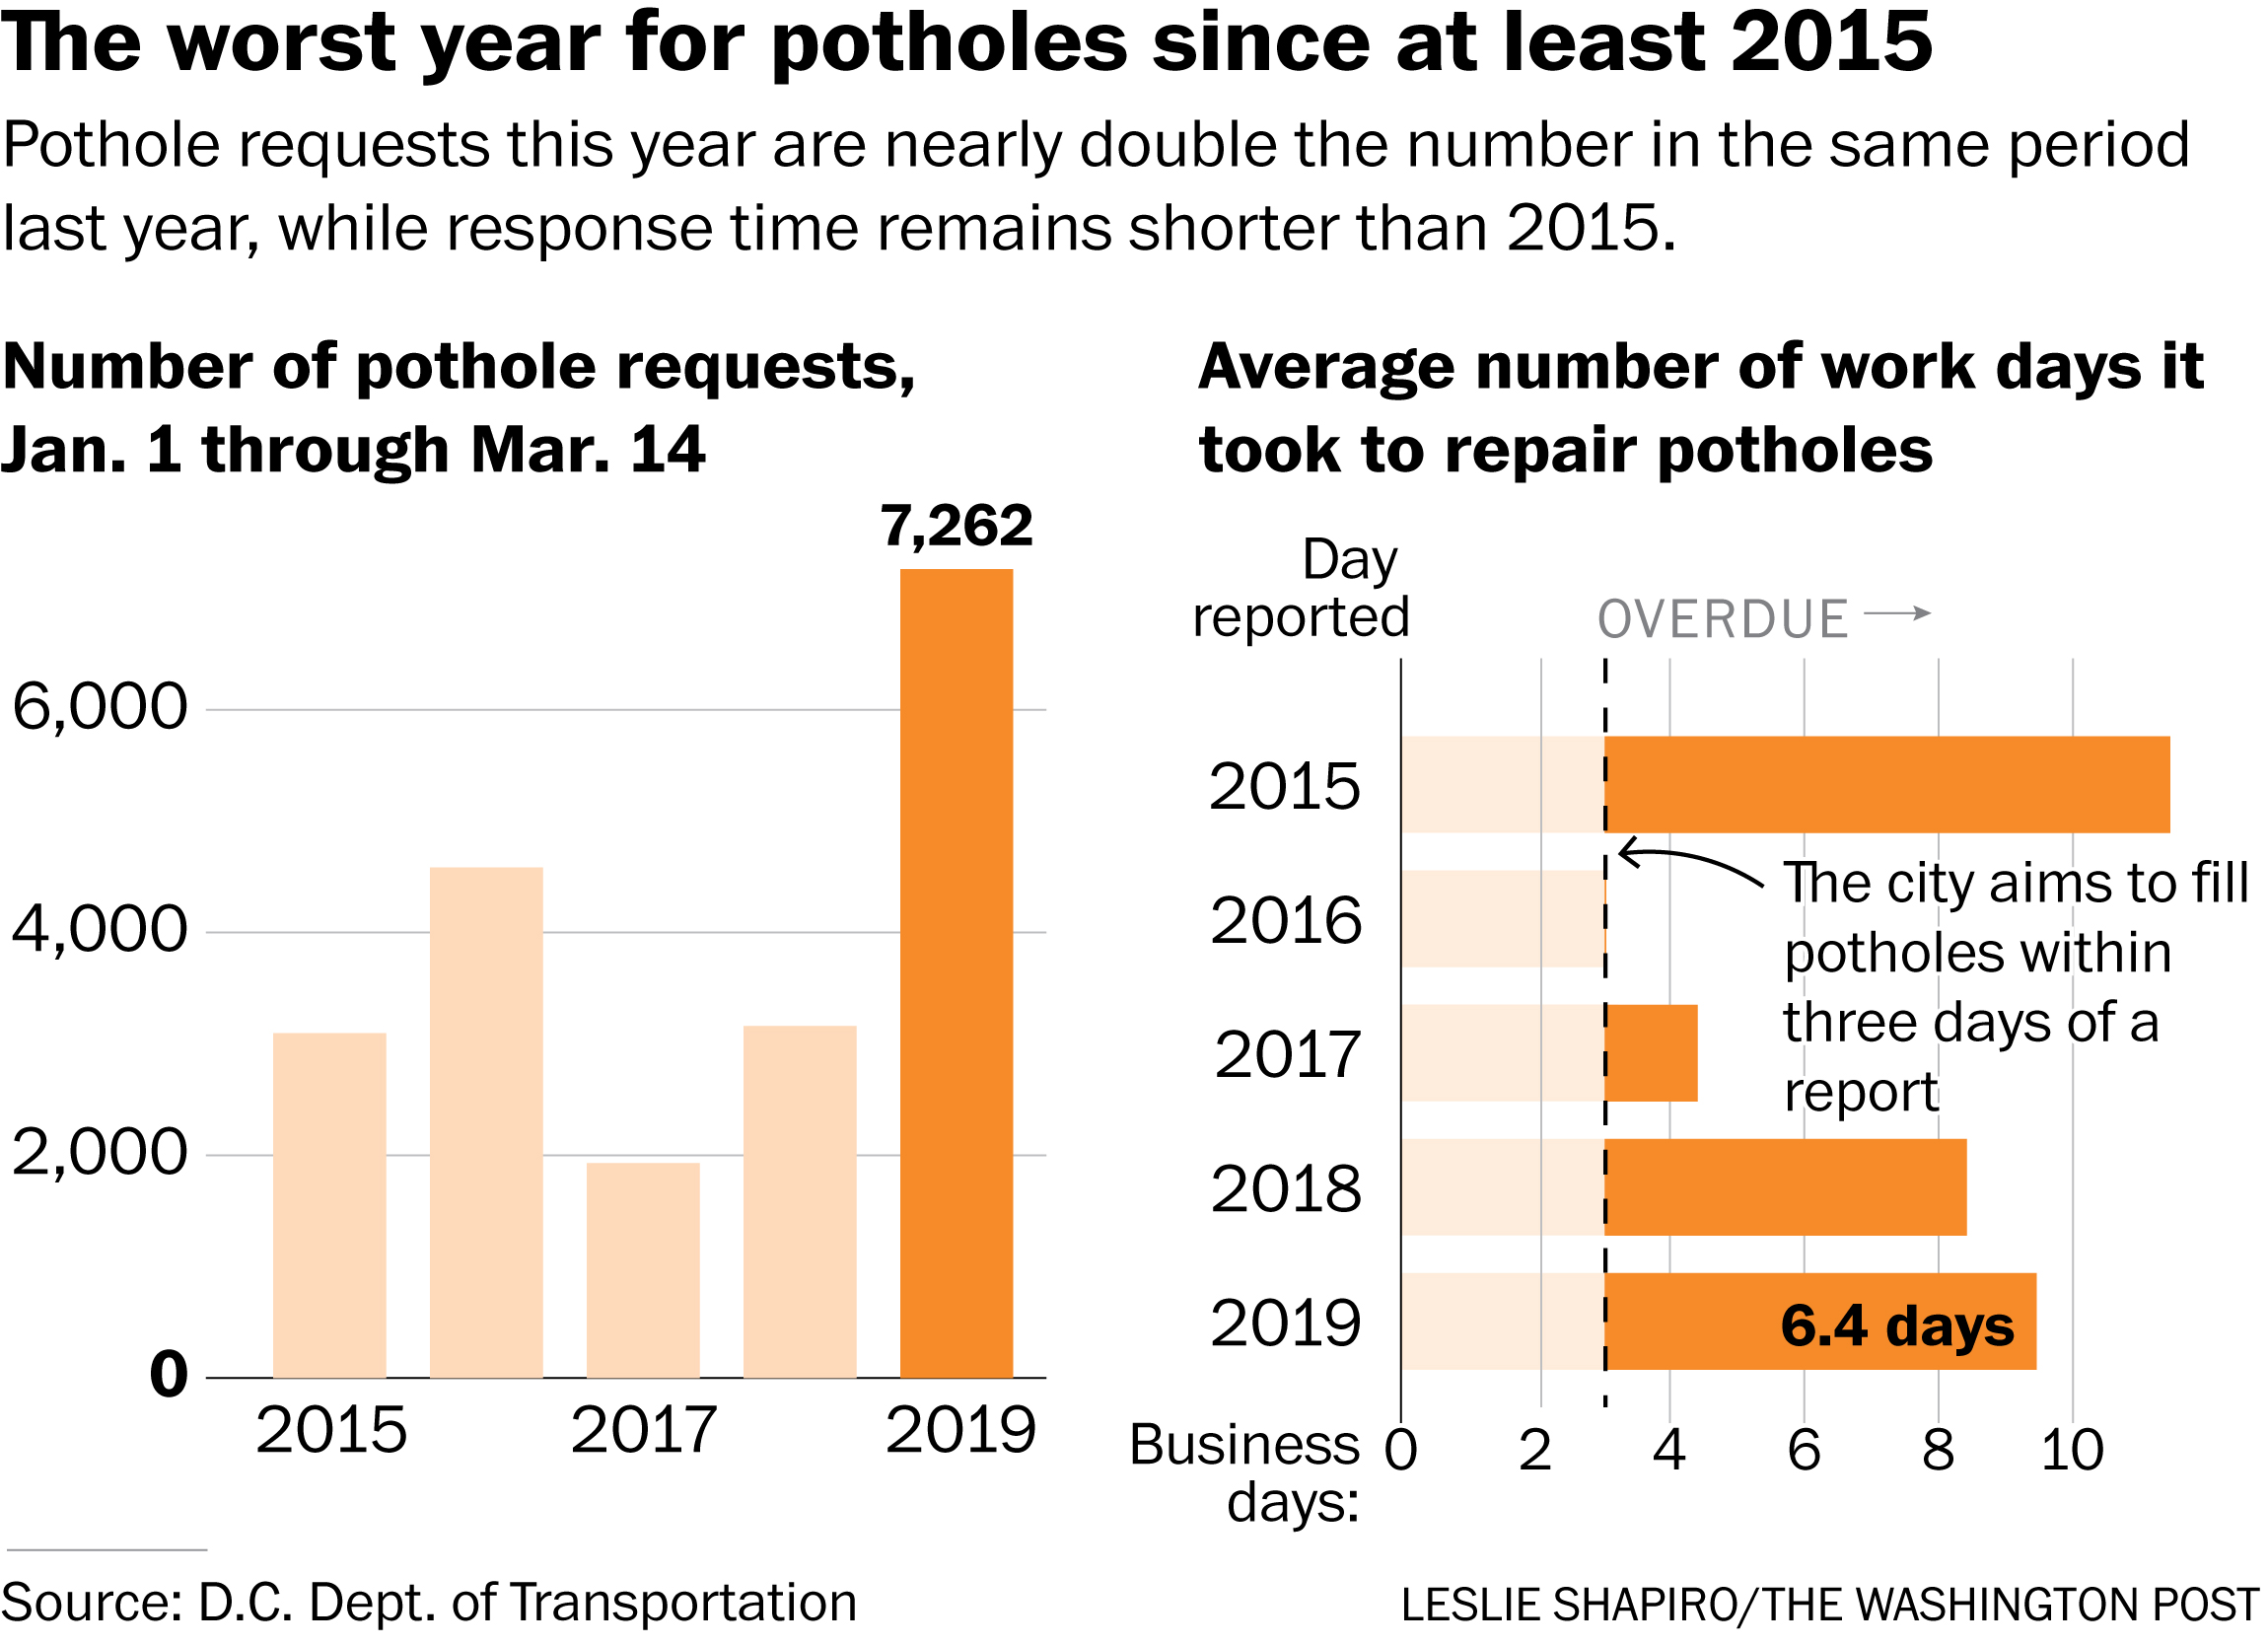 The worst year for potholes since at least 2015
Pothole requests this year are nearly double the number in the same period
last year, while response time remains shorter than 2015.
Number of pothole requests,
Jan. 1 through Mar. 14
7,262
6,000
4,000
2,000
0
2015
2017
2019
Average number of work days it
took to repair potholes
Day
reported
OVERDUE
2015
2016
2017
2018
2019
The city aims to fill
potholes within
three days of a
report
6.4 days
Business
days:
0 2 4 6 8 10
Source: D.C. Dept. of Transportation
LESLIE SHAPIRO/THE WASHINGTON POST